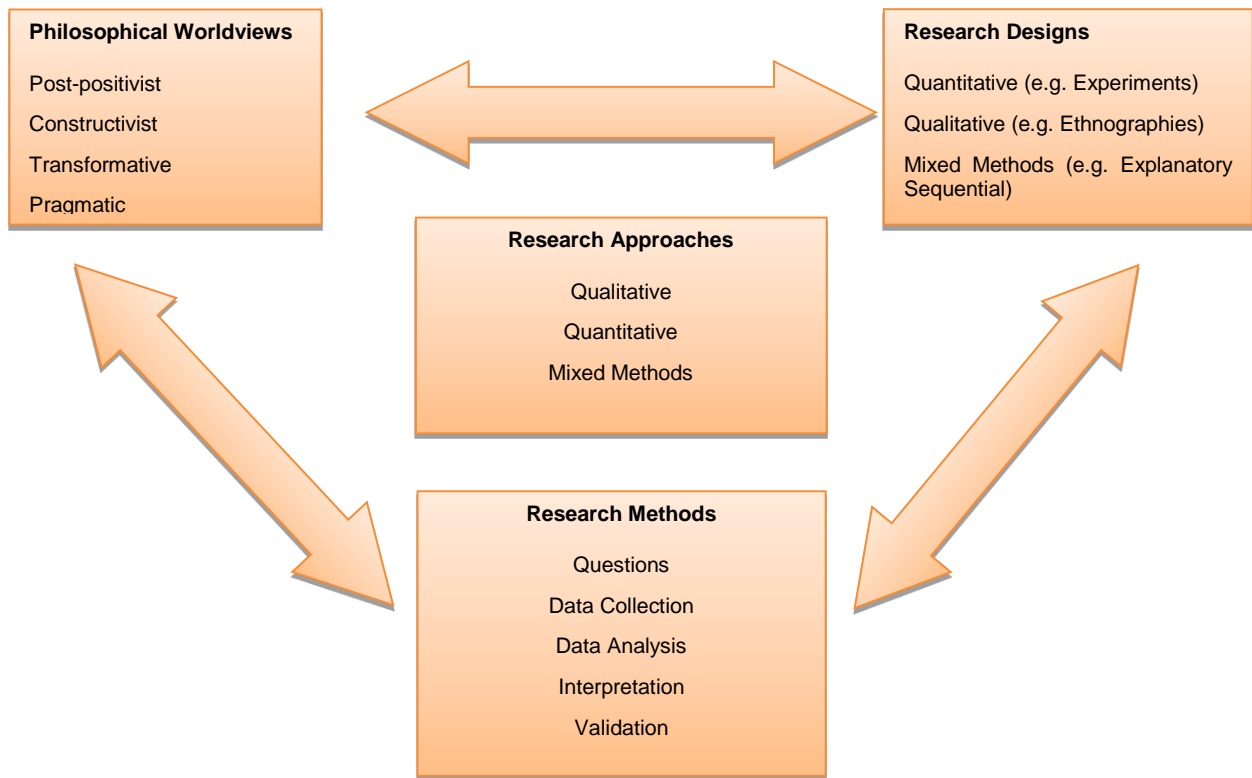 Philosophical Worldviews
Post-positivist
Constructivist
Transformative
Pragmatic
Research Designs
Quantitative (e.g. Experiments)
Qualitative (e.g. Ethnographies)
Mixed Methods (e.g. Explanatory
Sequential)
Research Approaches
Qualitative
Quantitative
Mixed Methods
Research Methods
Questions
Data Collection
Data Analysis
Interpretation
Validation